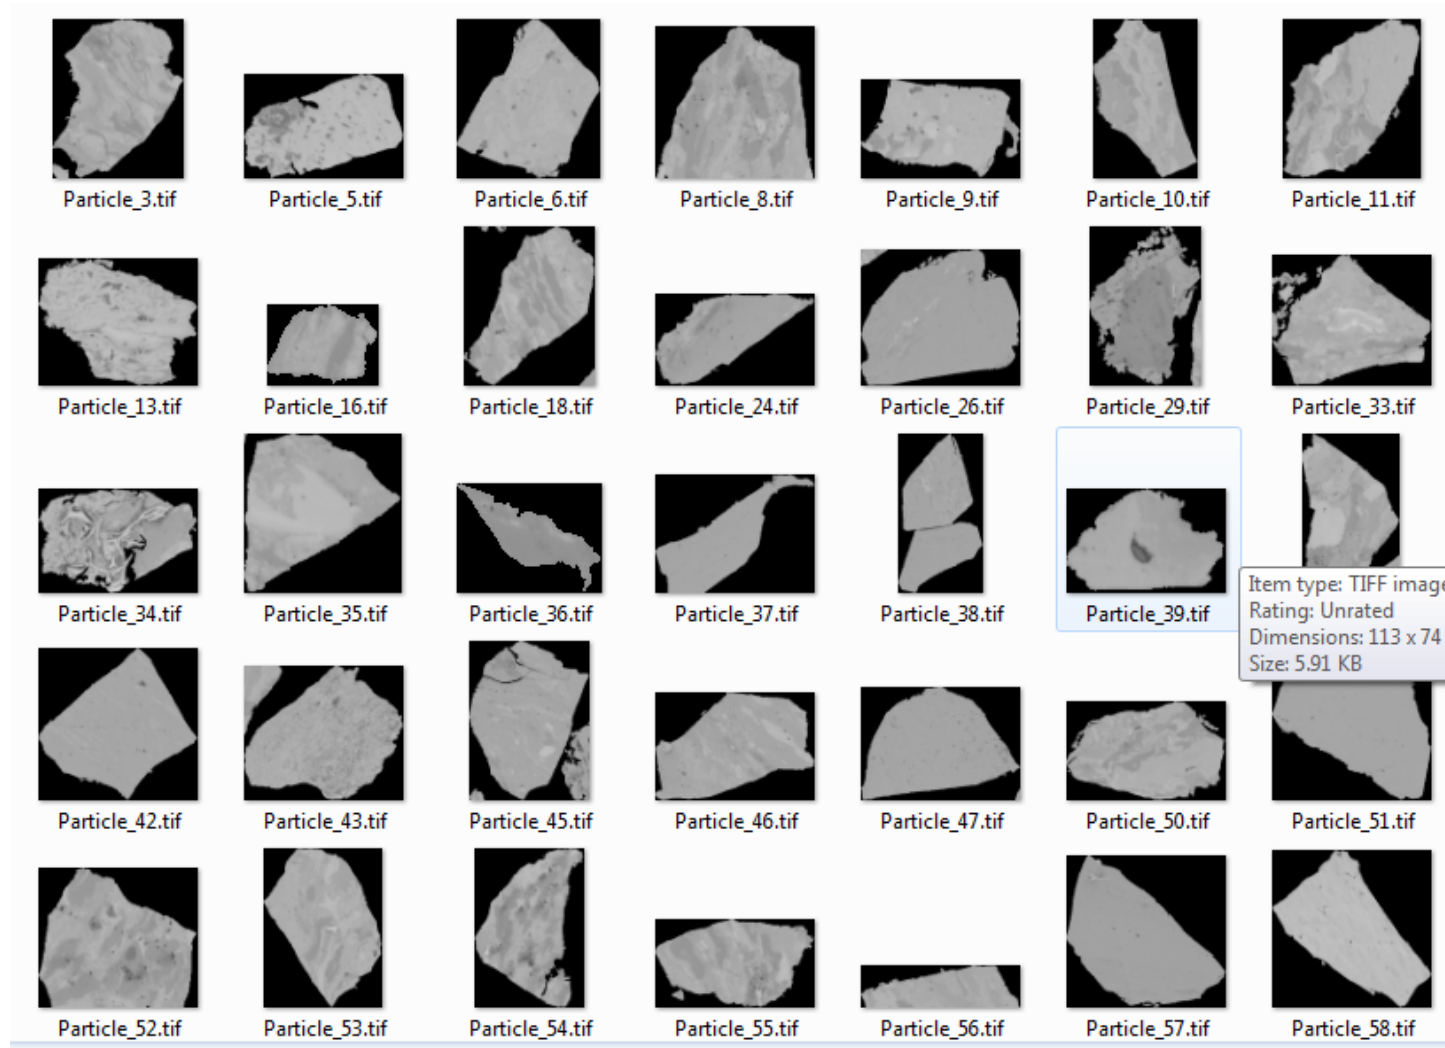 Particle_3.tif
Particle_5.tif
Particle_6.tif
Particle_8.tif
Particle_9.tif
Particle_10.tif
Particle_11.tif
Particle_13.tif
Particle_16.tif
Particle_18.tif
Particle_24.tif
Particle_26.tif
Particle_29.tif
Particle_33.tif
Particle_34.tif
Particle_35.tif
Particle_36.tif
Particle_37.tif
Particle_38.tif
Particle_39.tif
Item type: TIFF image
Rating: Unrated
Dimensions: 113 x 74
Size: 5.91 KB
Particle_42.tif
Particle_43.tif
Particle_45.tif
Particle_46.tif
Particle_47.tif
Particle_50.tif
Particle_51.tif
Particle_52.tif
Particle_53.tif
Particle_54.tif
Particle_55.tif
Particle_56.tif
Particle_57.tif
Particle_58.tif